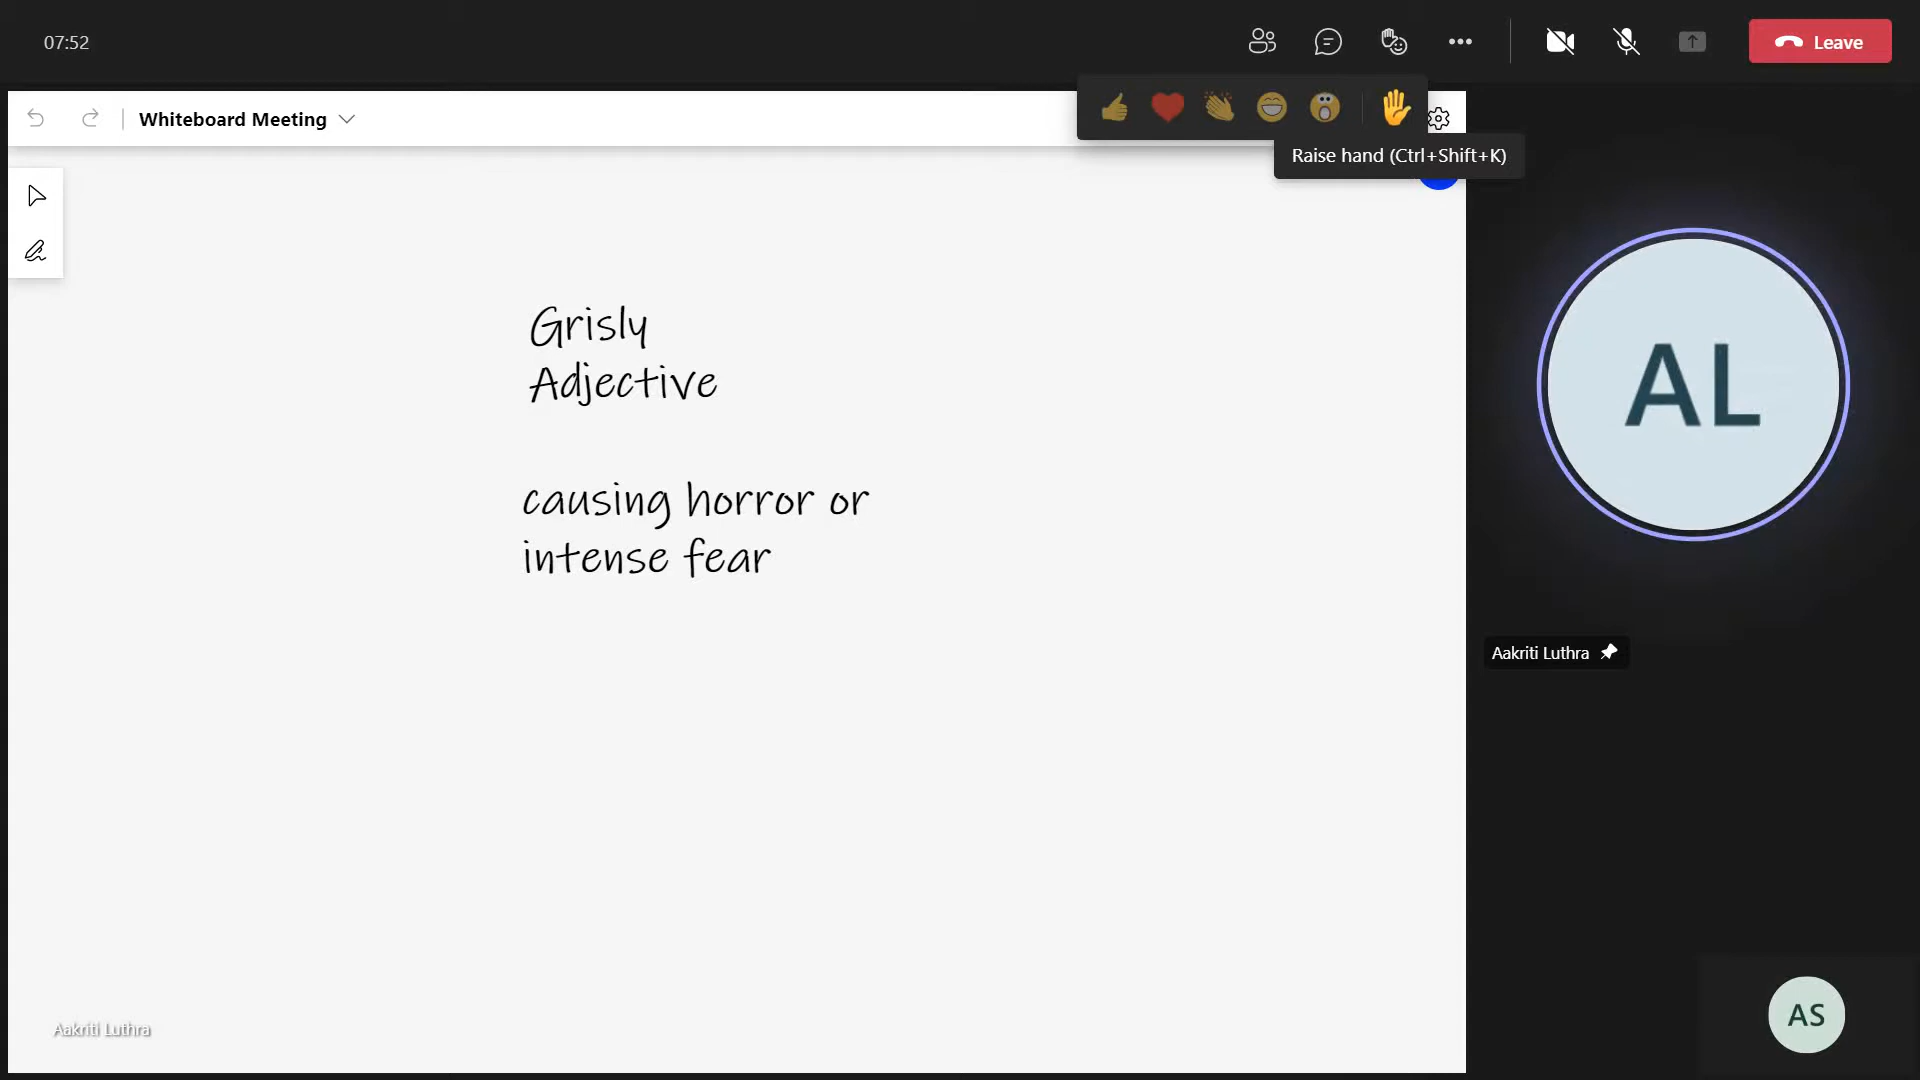 07:52
Leave
Whiteboard Meeting
Raise hand (Ctrl+Shift+K)
Grisly
Adjective
causing horror or
intense fear
AL
Aakriti Luthra
Aakriti Luthra
AS